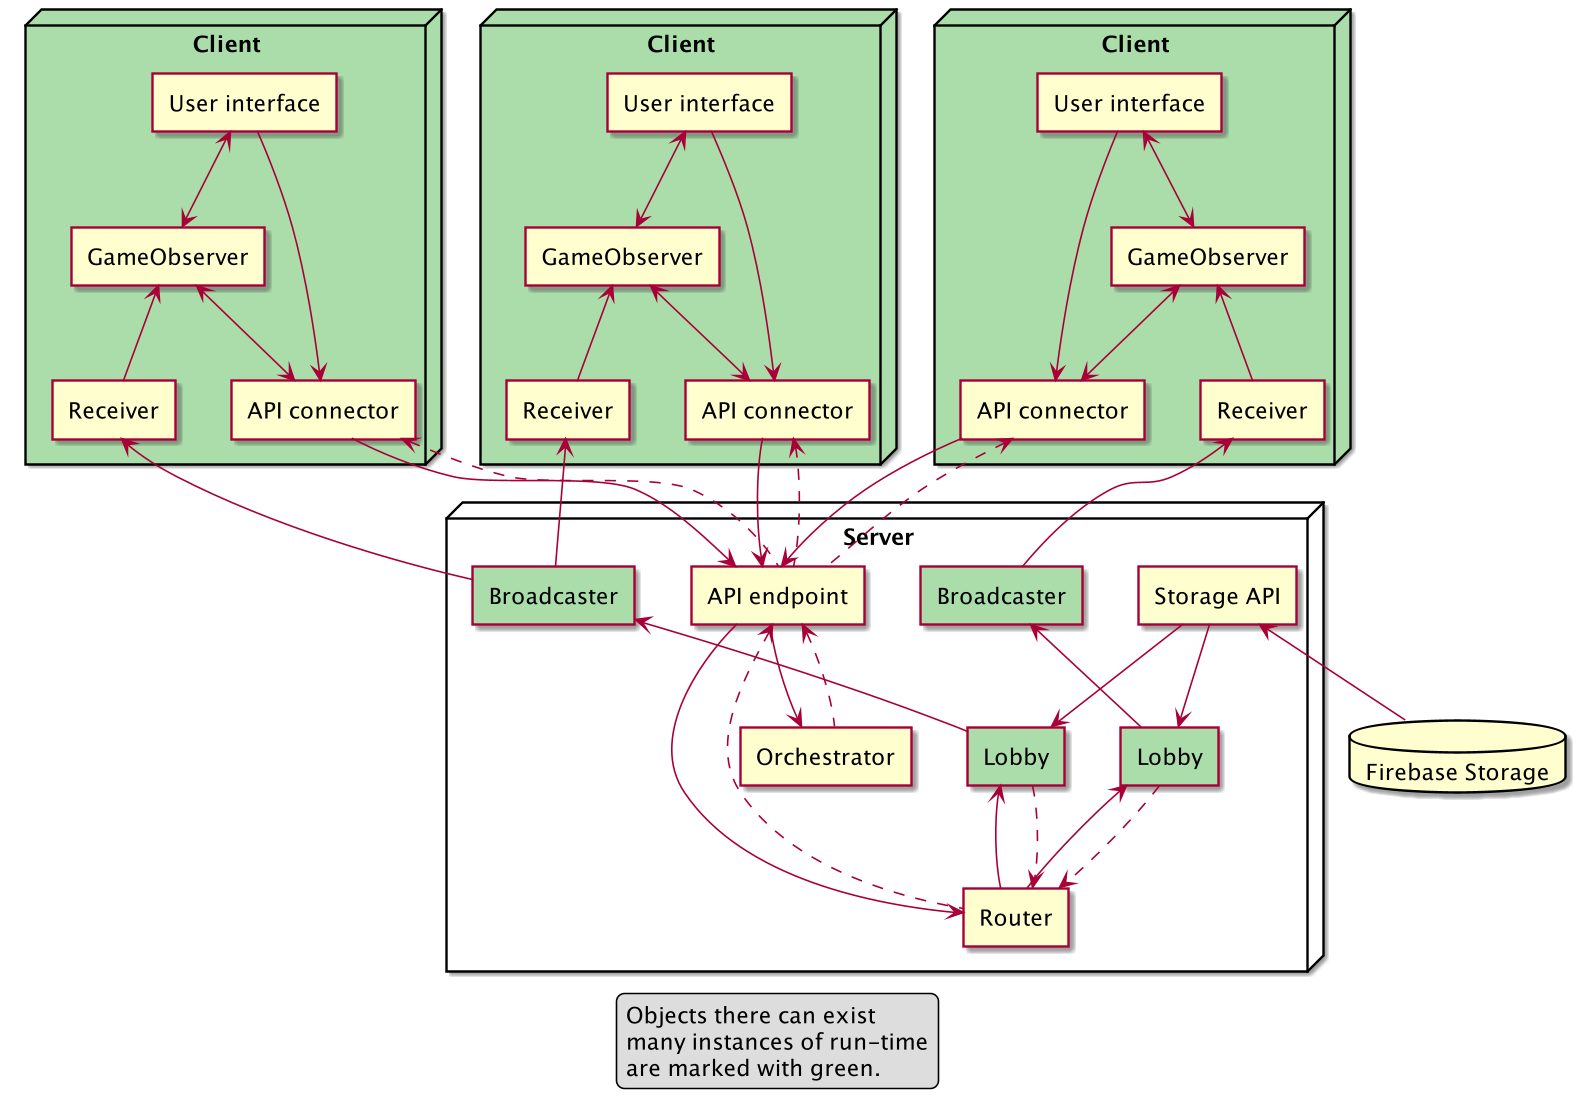 Client
User interface
GameObserver
Receiver
API connector
Client
User interface
GameObserver
Receiver
API connector
Client
User interface
GameObserver
API connector
Receiver
Server
Broadcaster
API endpoint
Broadcaster
Storage API
Orchestrator
Lobby
Lobby
Firebase Storage
Router
Objects there can exist
many instances of run-time
are marked with green.